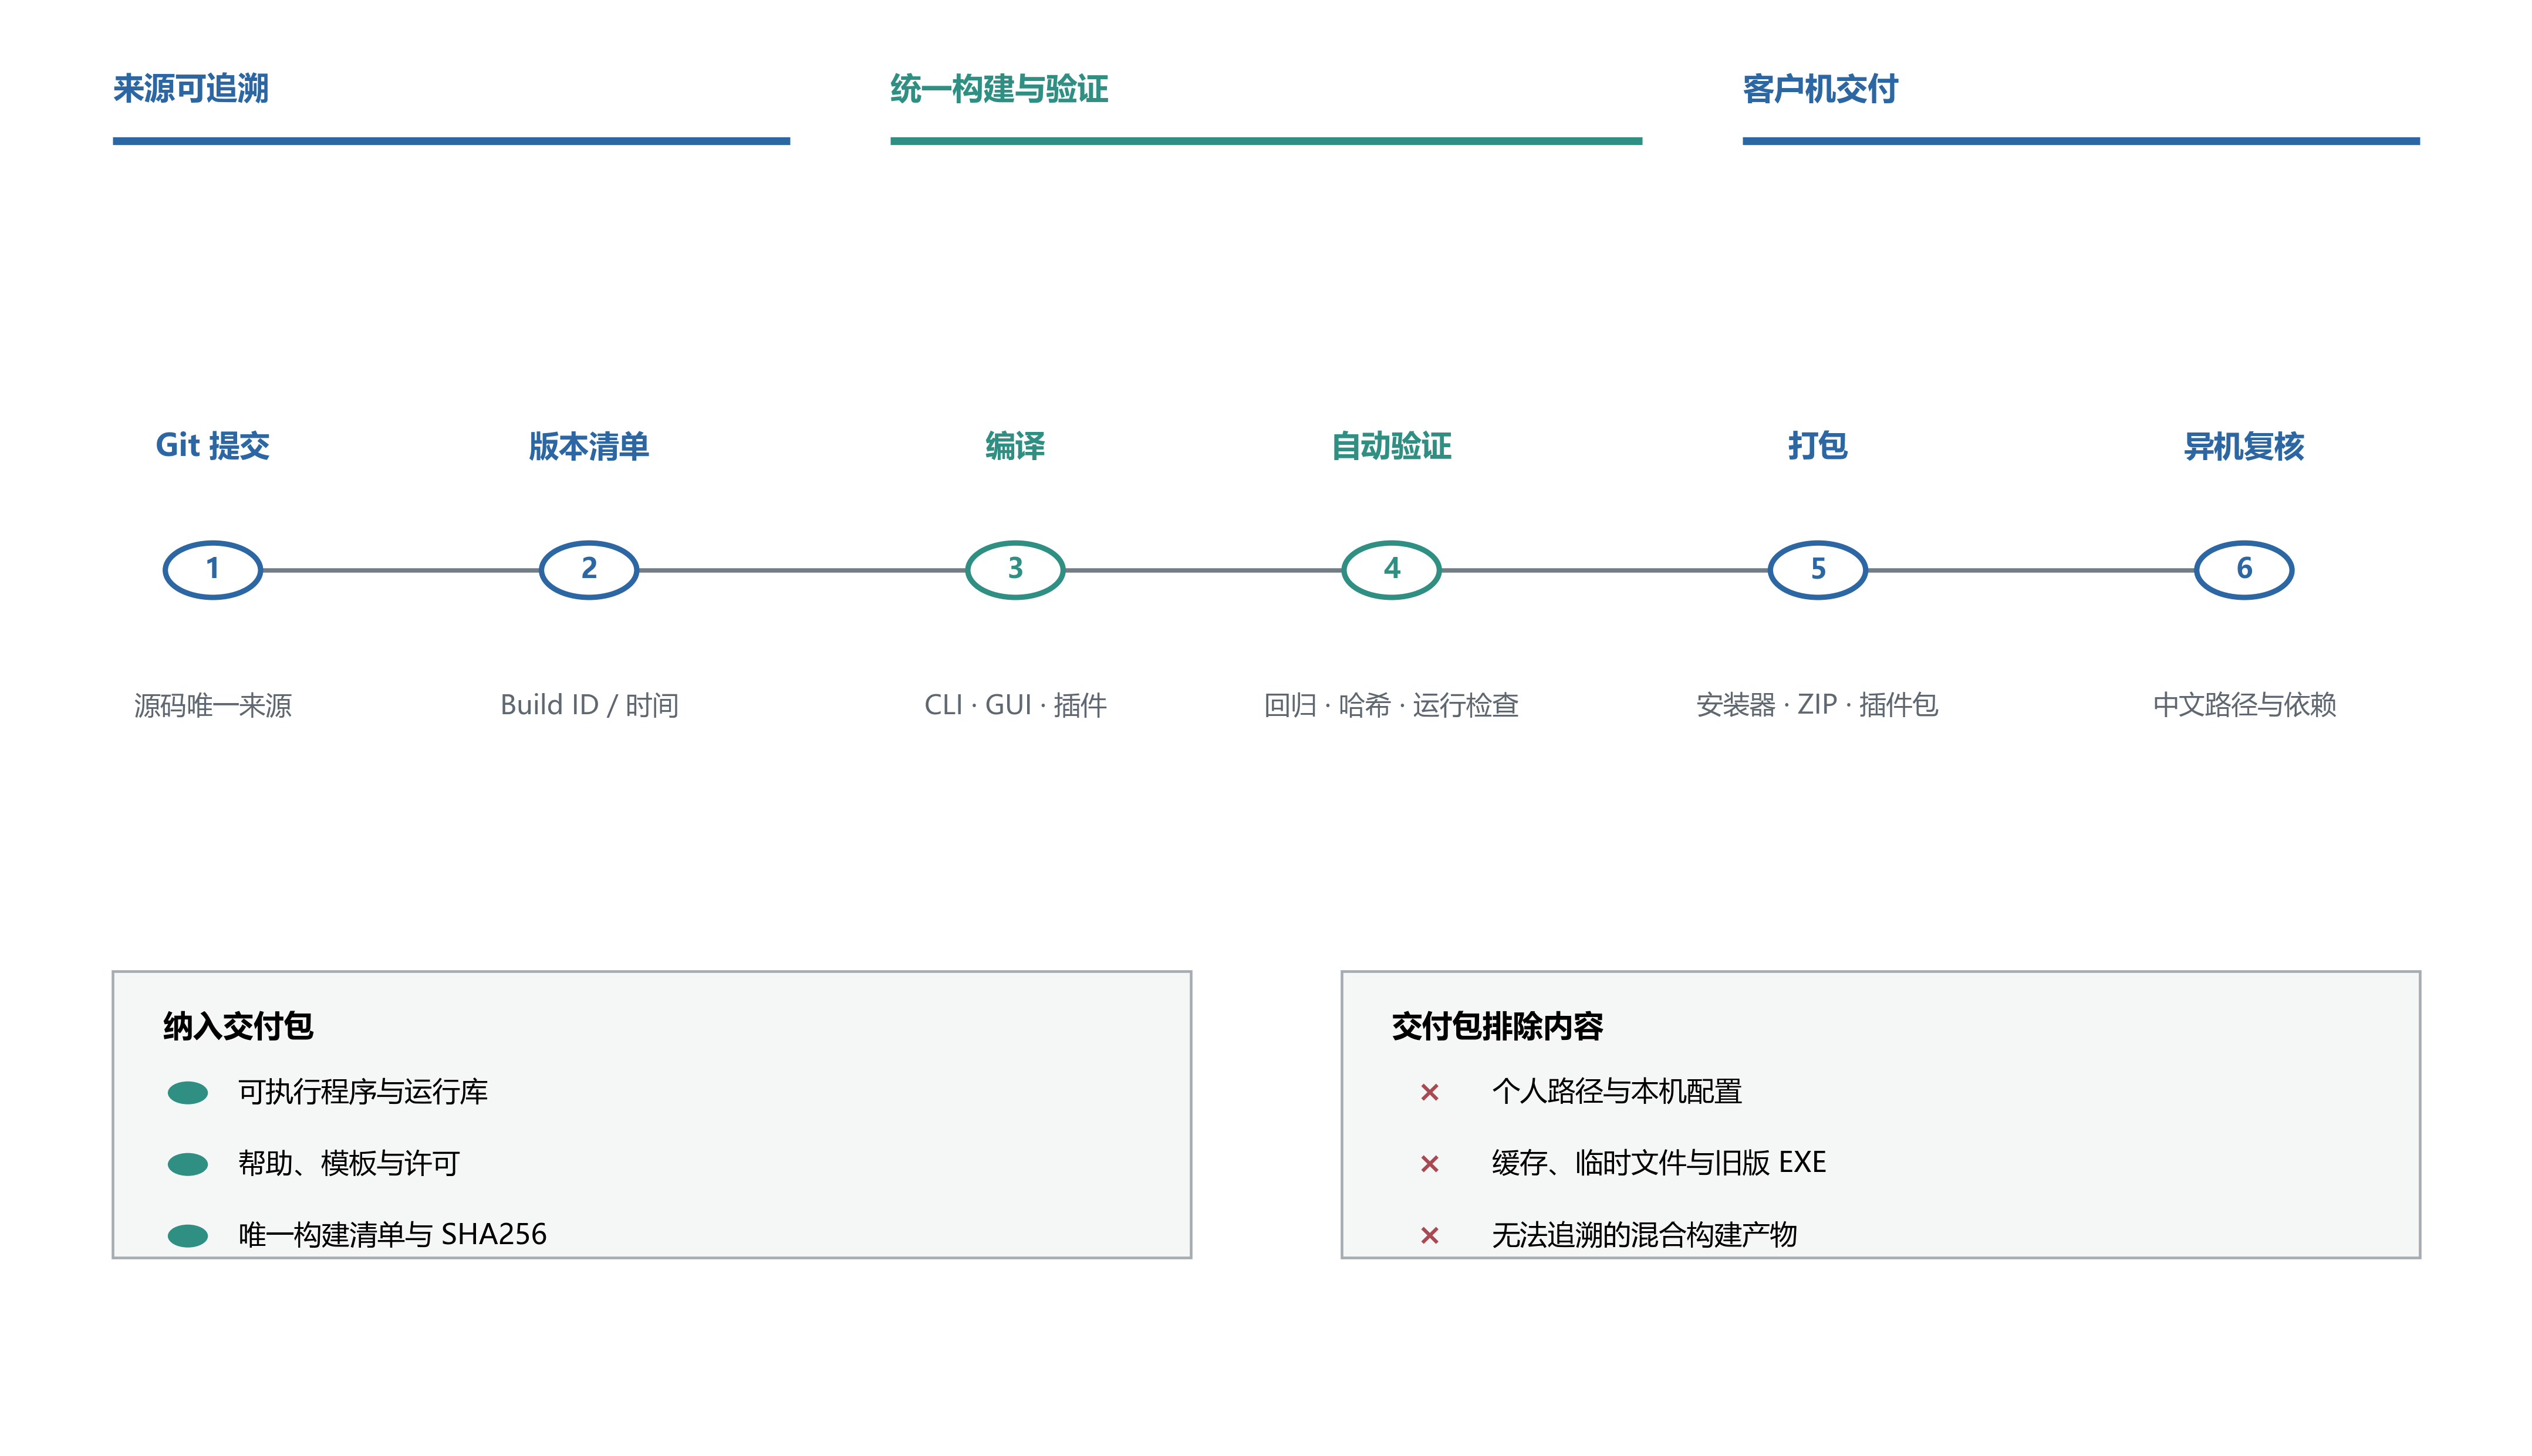 来源可追溯
统一构建与验证
客户机交付
Git 提交
版本清单
编译
自动验证
打包
异机复核
1
2
3
4
5
6
源码唯一来源
Build ID / 时间
CLI · GUI · 插件
回归 · 哈希 · 运行检查
安装器 · ZIP · 插件包
中文路径与依赖
纳入交付包
可执行程序与运行库
帮助、模板与许可
唯一构建清单与 SHA256
交付包排除内容
× 个人路径与本机配置
× 缓存、临时文件与旧版 EXE
× 无法追溯的混合构建产物